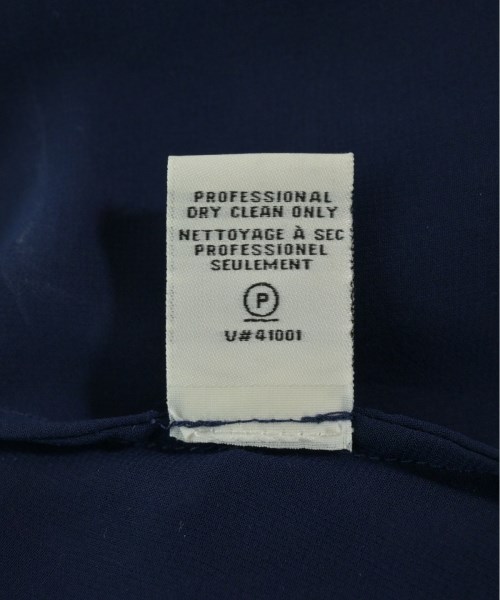 PROFESSIONAL
DRY CLEAN ONLY
NETTOYAGE À SEC
PROFESSIONEL
SEULEMENT
P
V#41001